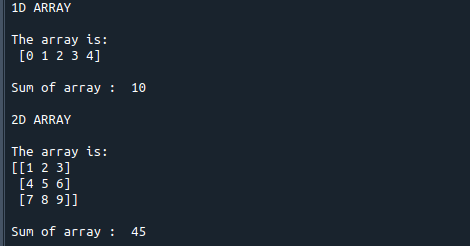 1D ARRAY
The array is:
 [0 1 2 3 4]
Sum of array :  10
2D ARRAY
The array is:
[[1 2 3]
 [4 5 6]
 [7 8 9]]
Sum of array :  45